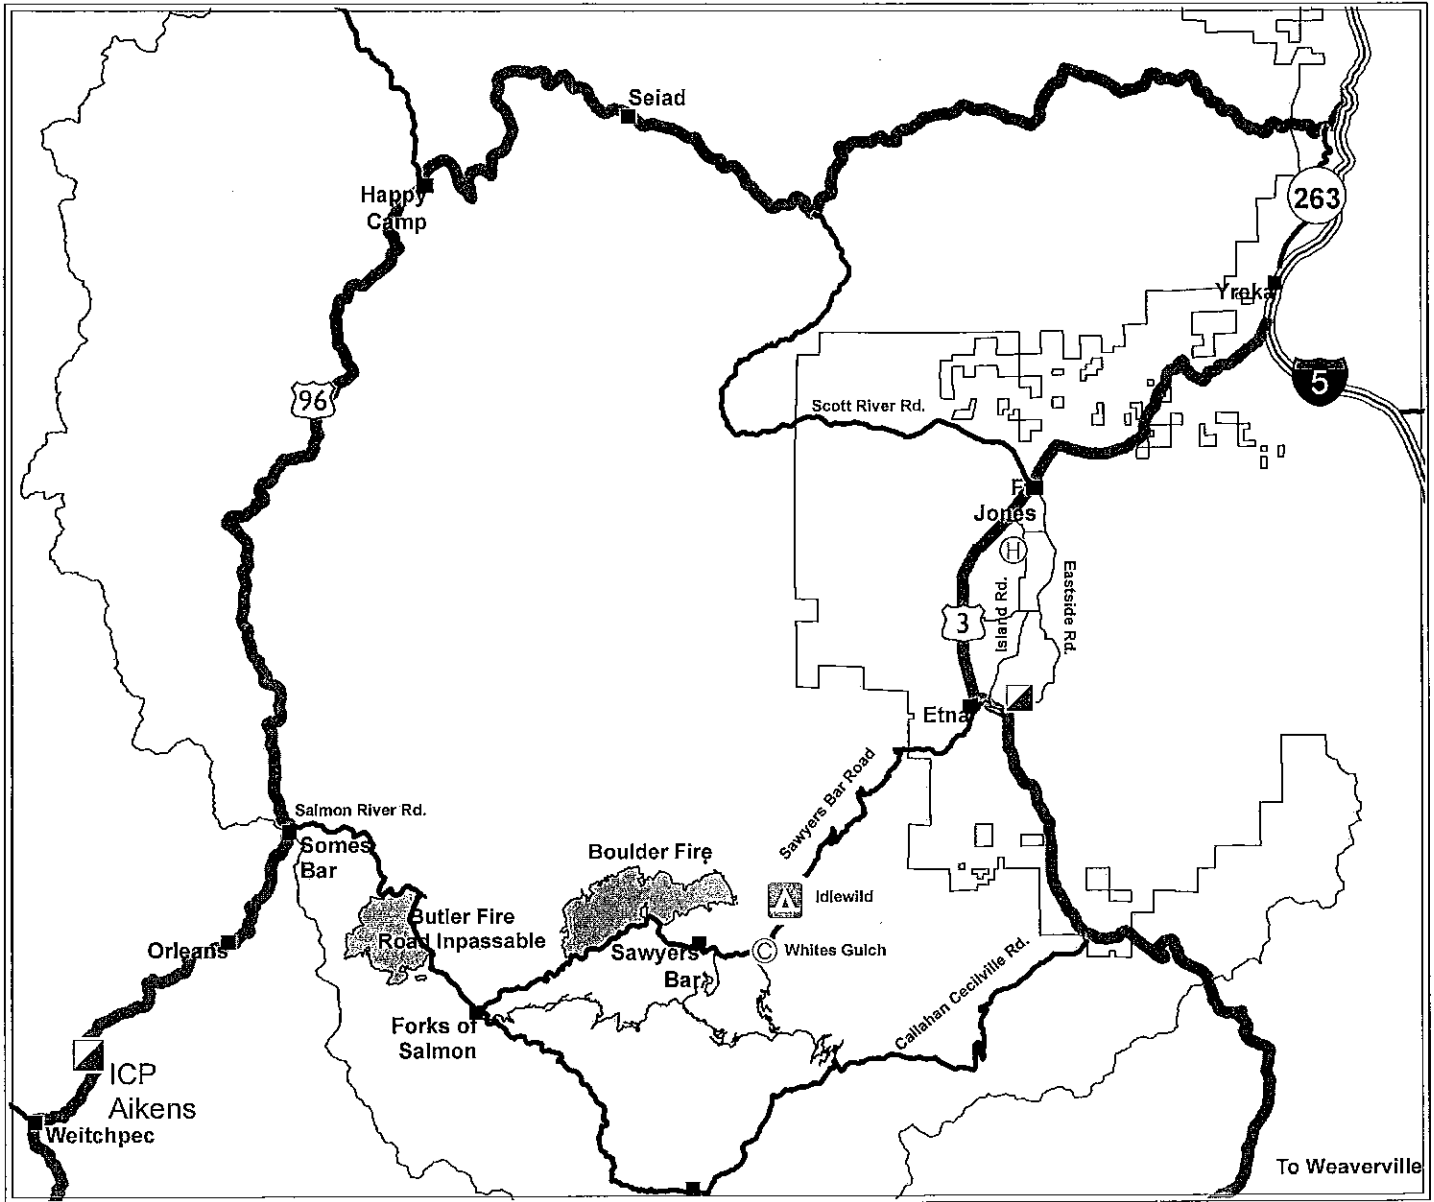 Seiad
Happy
Camp
263
Yreka
5
96
Scott River Rd.
Jones
H
Eastside Rd.
Island Rd.
3
Etna
Sawyers Bar Road
Salmon River Rd.
Somes
Bar
Boulder Fire
Idlewild
Butler Fire
Road Inpassable
Orleans
Sawyers
Bar
C Whites Gulch
Callahan Cecilville Rd.
Forks of
Salmon
ICP
Aikens
Weitchpec
To Weaverville